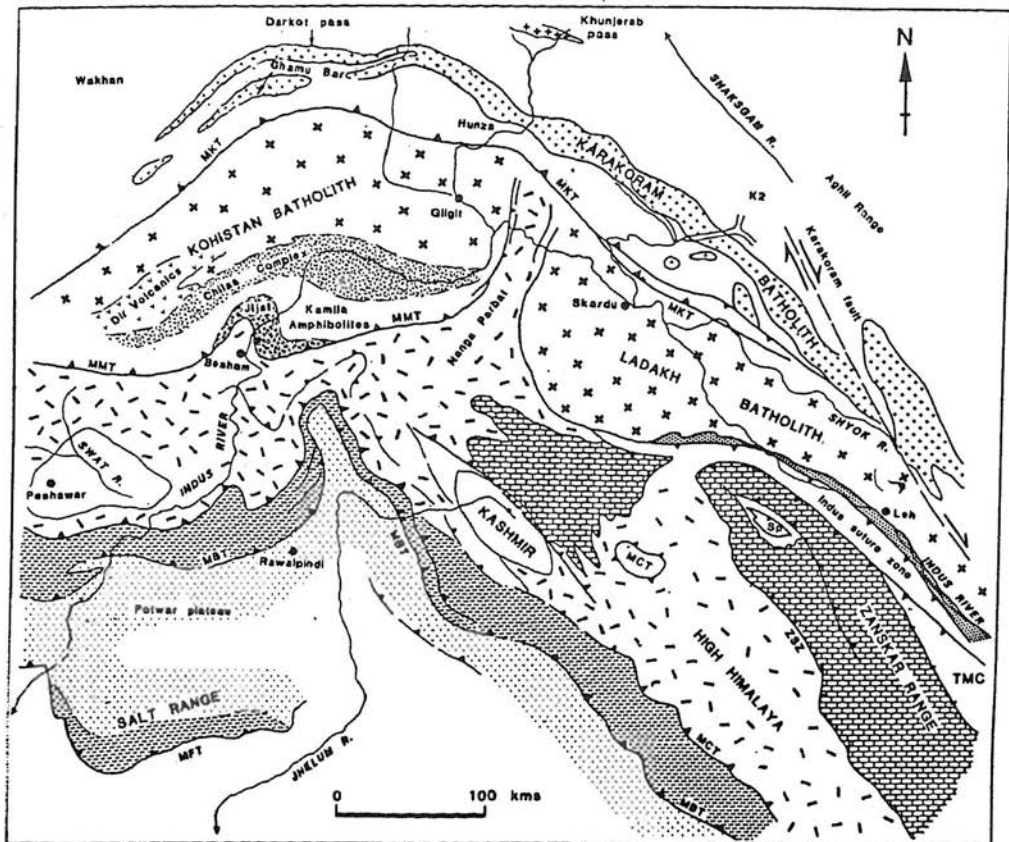 Darkot pass
Khunjerab
pass
N
Wakhan
Ghamu Bar
SHAKSGAM R.
Hunza
MKT
KARAKORAM
MKT
K2
Aghil Range
Gilgit
KOHISTAN BATHOLITH
Karakoram fault
Dir Volcanics
Chilas Complex
BATHOLITH
Jijal
Kamila
Amphibolites
MMT
Nanga Parbat
Skardu
MKT
MMT
Besham
LADAKH
BATHOLITH
SHYOK R.
SWAT R.
INDUS
RIVER
Peshawar
KASHMIR
Indus suture zone
Leh
SP
INDUS RIVER
MBT
Rawalpindi
MBT
MCT
Potwar plateau
ZSZ
ZANSKAR RANGE
HIGH HIMALAYA
TMC
SALT RANGE
MFT
JHELUM R.
MCT
MBT
0
100 kms